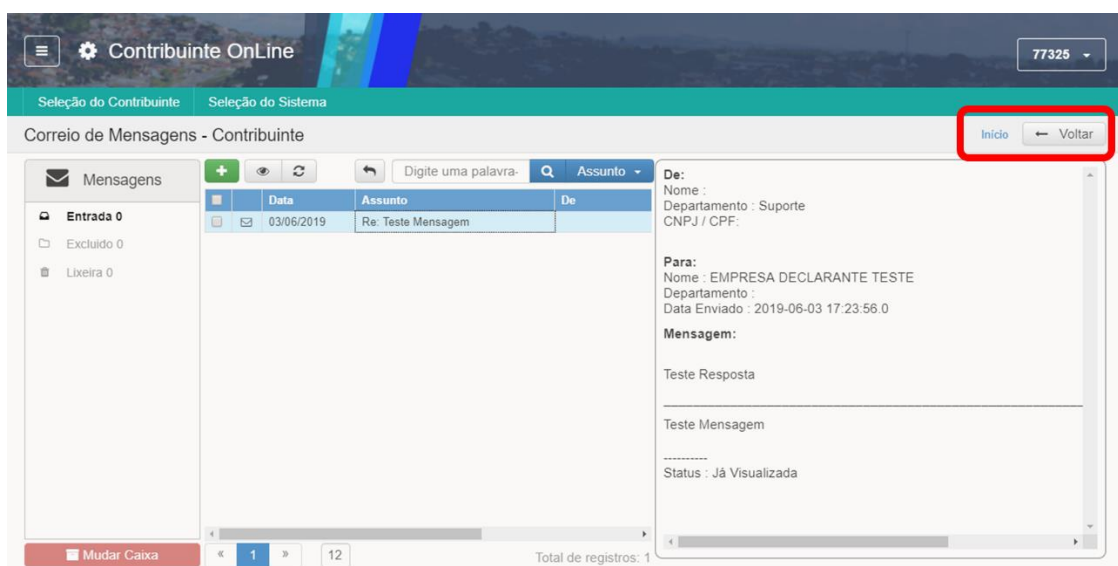 Contribuinte OnLine
77325
Seleção do Contribuinte Seleção do Sistema
Correio de Mensagens - Contribuinte
Início Voltar
Mensagens
Entrada 0
Excluido 0
Lixeira 0
Mudar Caixa
Digite uma palavra- Assunto
Data Assunto De
03/06/2019 Re: Teste Mensagem
« 1 » 12 Total de registros: 1
De:
Nome :
Departamento : Suporte
CNPJ / CPF:
Para:
Nome : EMPRESA DECLARANTE TESTE
Departamento :
Data Enviado : 2019-06-03 17:23:56.0
Mensagem:
Teste Resposta
Teste Mensagem
----------
Status : Já Visualizada